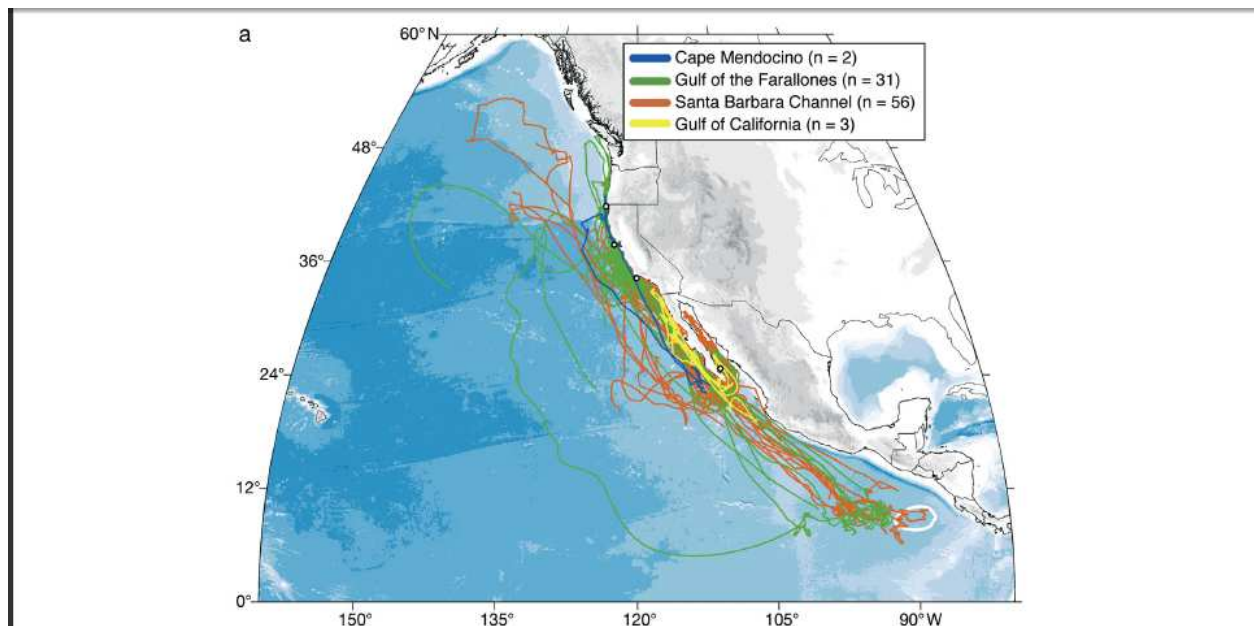 a
60° N
Cape Mendocino (n = 2)
Gulf of the Farallones (n = 31)
Santa Barbara Channel (n = 56)
Gulf of California (n = 3)
48°
36°
24°
12°
0°
150°
135°
120°
105°
90°W